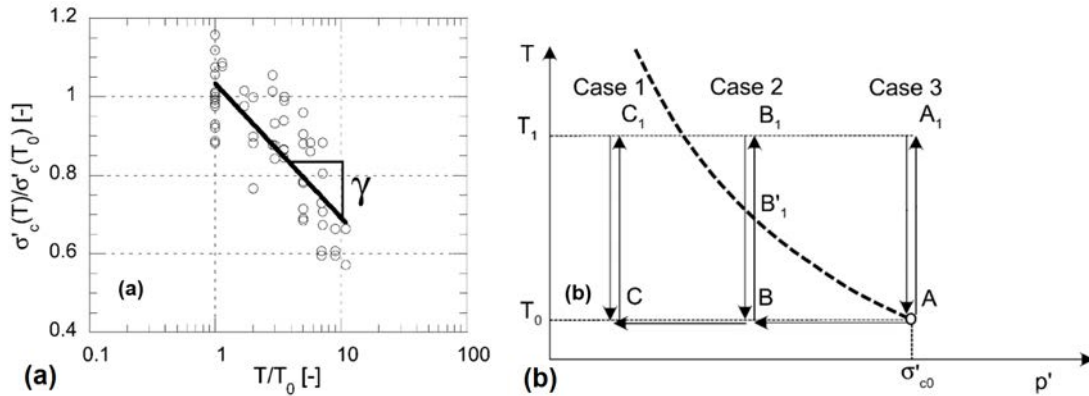 (a)
1.2
1
0.8
0.6
0.4
σ'c(T)/σ'c(T₀) [-]
γ
(a)
0.1
1
10
100
T/T₀ [-]
(b)
T
Case 1
Case 2
Case 3
C₁
B₁
A₁
T₁
B'₁
(b)
C
B
A
T₀
σ'c0
p'
(a)
(b)